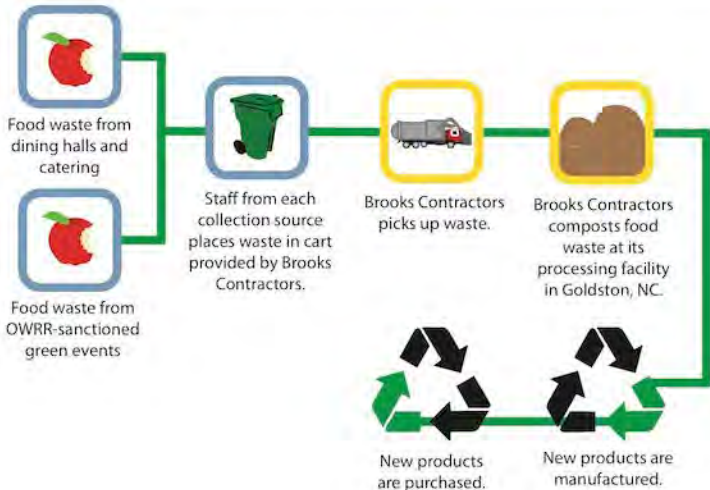 Food waste from
dining halls and
catering
Food waste from
OWRR-sanctioned
green events
Staff from each
collection source
places waste in cart
provided by Brooks
Contractors.
Brooks Contractors
picks up waste.
Brooks Contractors
composts food
waste at its
processing facility
in Goldston, NC.
New products are
manufactured.
New products
are purchased.